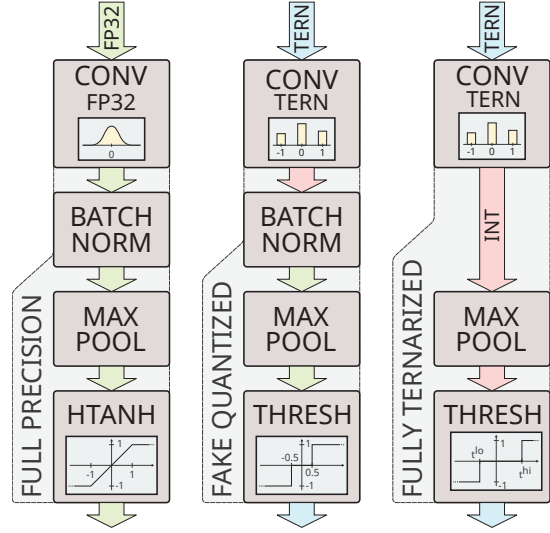 FP32
CONV
FP32
0
BATCH
NORM
MAX
POOL
HTANH
1
-1
1
-1
FULL PRECISION
TERN
CONV
TERN
-1 0 1
BATCH
NORM
MAX
POOL
THRESH
1
-0.5
0.5
-1
FAKE QUANTIZED
TERN
CONV
TERN
-1 0 1
INT
MAX
POOL
THRESH
1
tlo
thi
-1
FULLY TERNARIZED